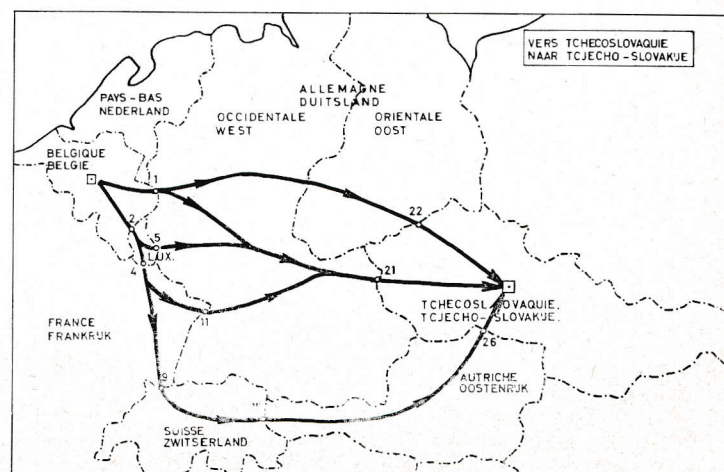 VERS TCHECOSLOVAQUIE
NAAR TCJECHO-SLOVAKIJE
PAYS-BAS
NEDERLAND
ALLEMAGNE
DUITSLAND
OCCIDENTALE
WEST
ORIENTALE
OOST
BELGIQUE
BELGIE
1
2
22
5
LUX.
4
21
TCHECOSLOVAQUIE.
TCJECHO-SLOVAKIJE.
11
FRANCE
FRANKRIJK
26
9
AUTRICHE
OOSTENRIJK
SUISSE
ZWITSERLAND